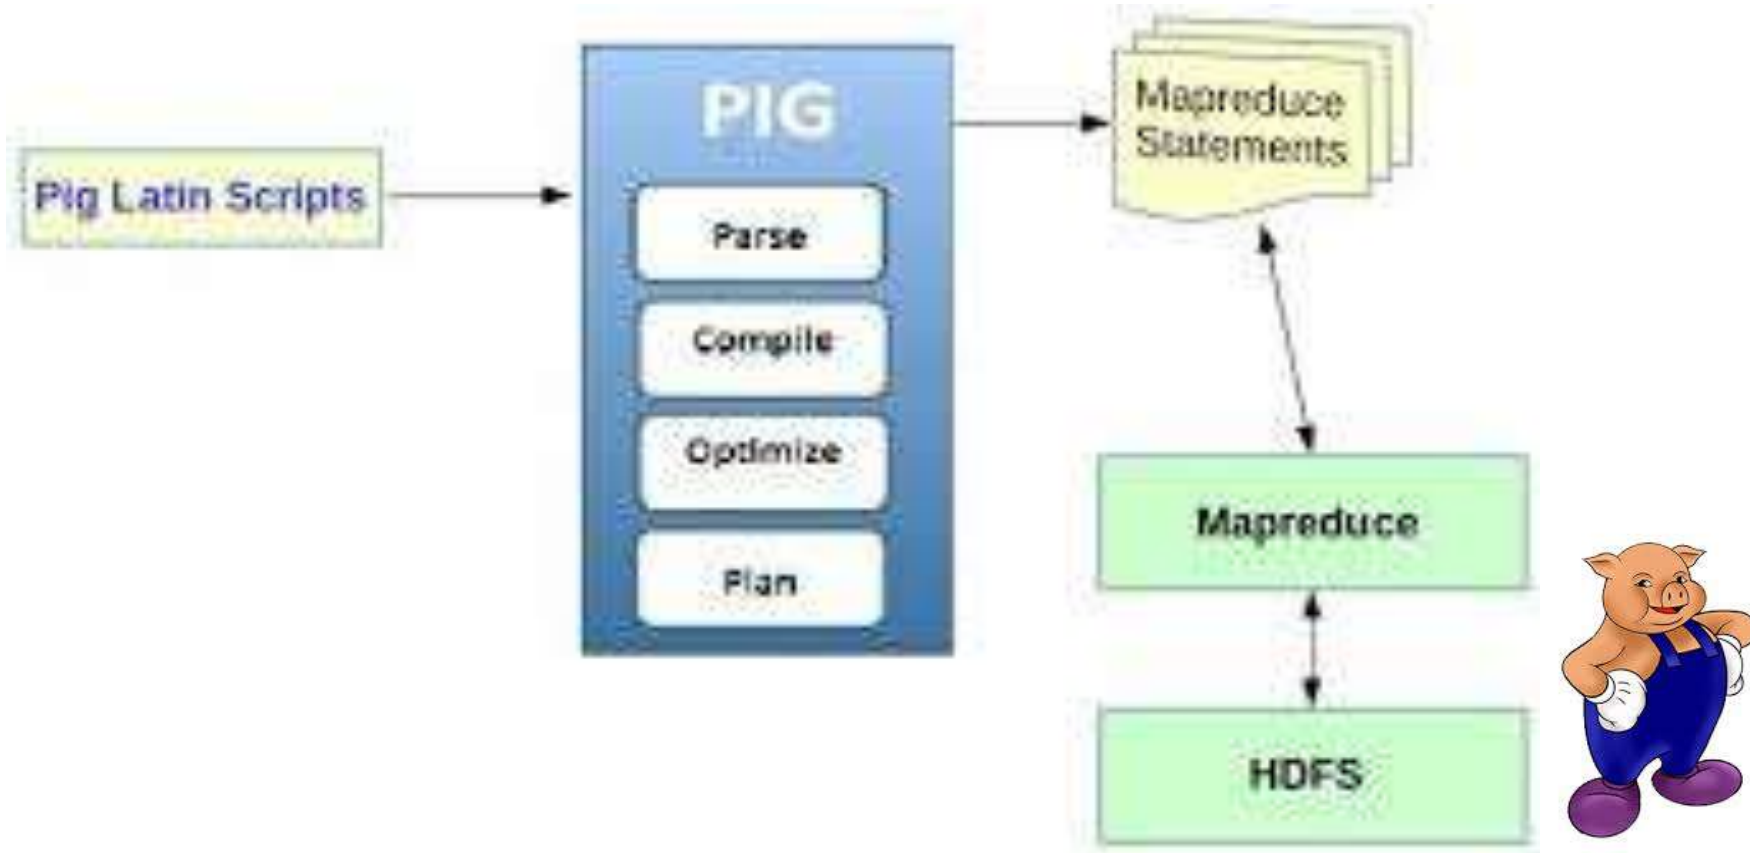 Pig Latin Scripts
PIG
Parse
Compile
Optimize
Plan
Mapreduce
Statements
Mapreduce
HDFS